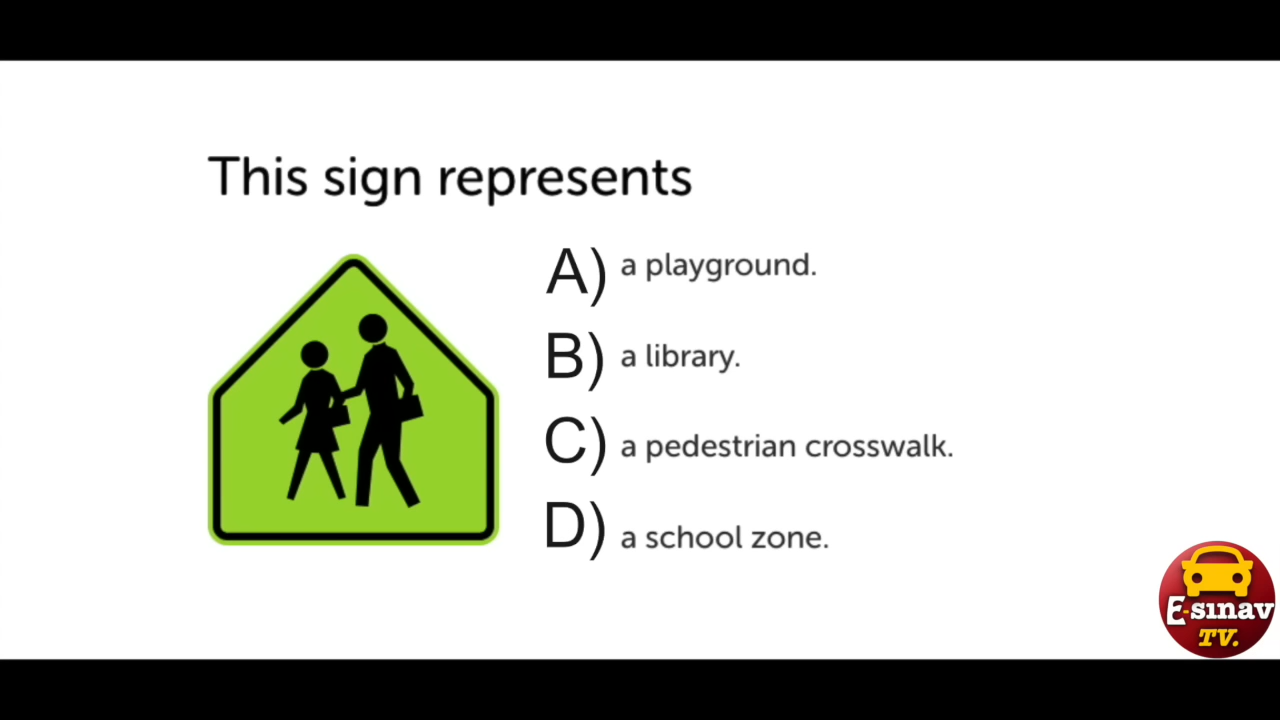 This sign represents
A) a playground.
B) a library.
C) a pedestrian crosswalk.
D) a school zone.
E-sınav
TV.